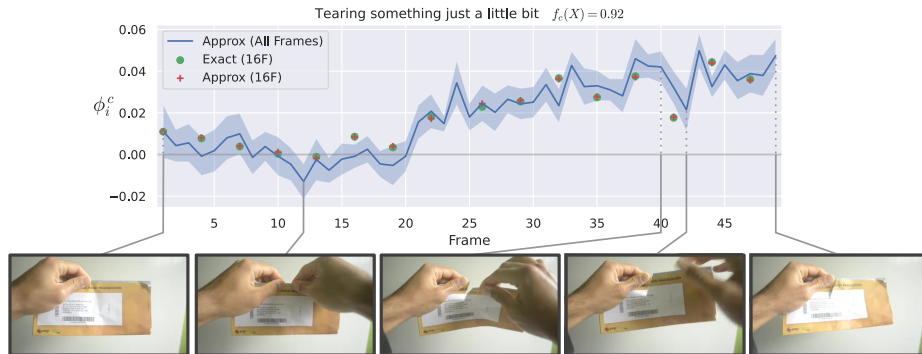 Tearing something just a little bit f_c(X) = 0.92
0.06
0.04
0.02
0.00
−0.02
ϕ_i^c
Approx (All Frames)
Exact (16F)
Approx (16F)
5 10 15 20 25 30 35 40 45
Frame